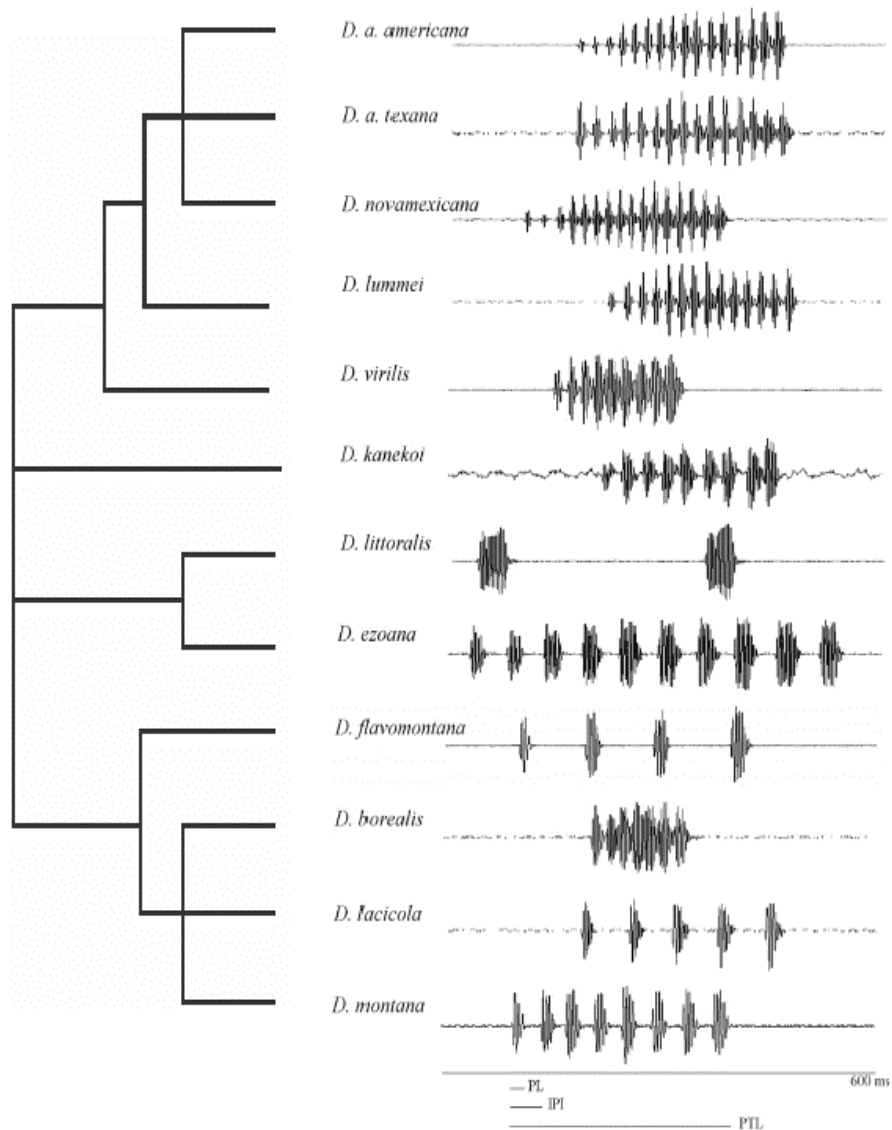 D. a. americana
D. a. texana
D. novamexicana
D. lummei
D. virilis
D. kanekoi
D. littoralis
D. ezoana
D. flavomontana
D. borealis
D. lacicola
D. montana
600 ms
PL
IPI
PTL